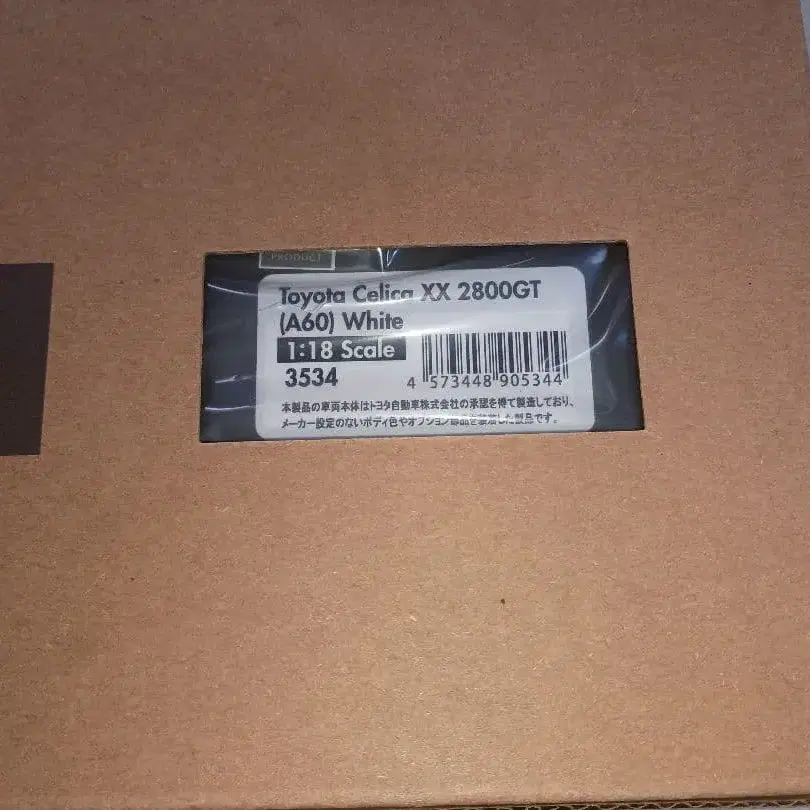 PRODUCT
Toyota Celica XX 2800GT
(A60) White
1:18 Scale
3534
4 573448 905344
本製品の車両本体はトヨタ自動車株式会社の承認を得て製造しており、
メーカー設定のないボディ色やオプション部品を装着した製品です。